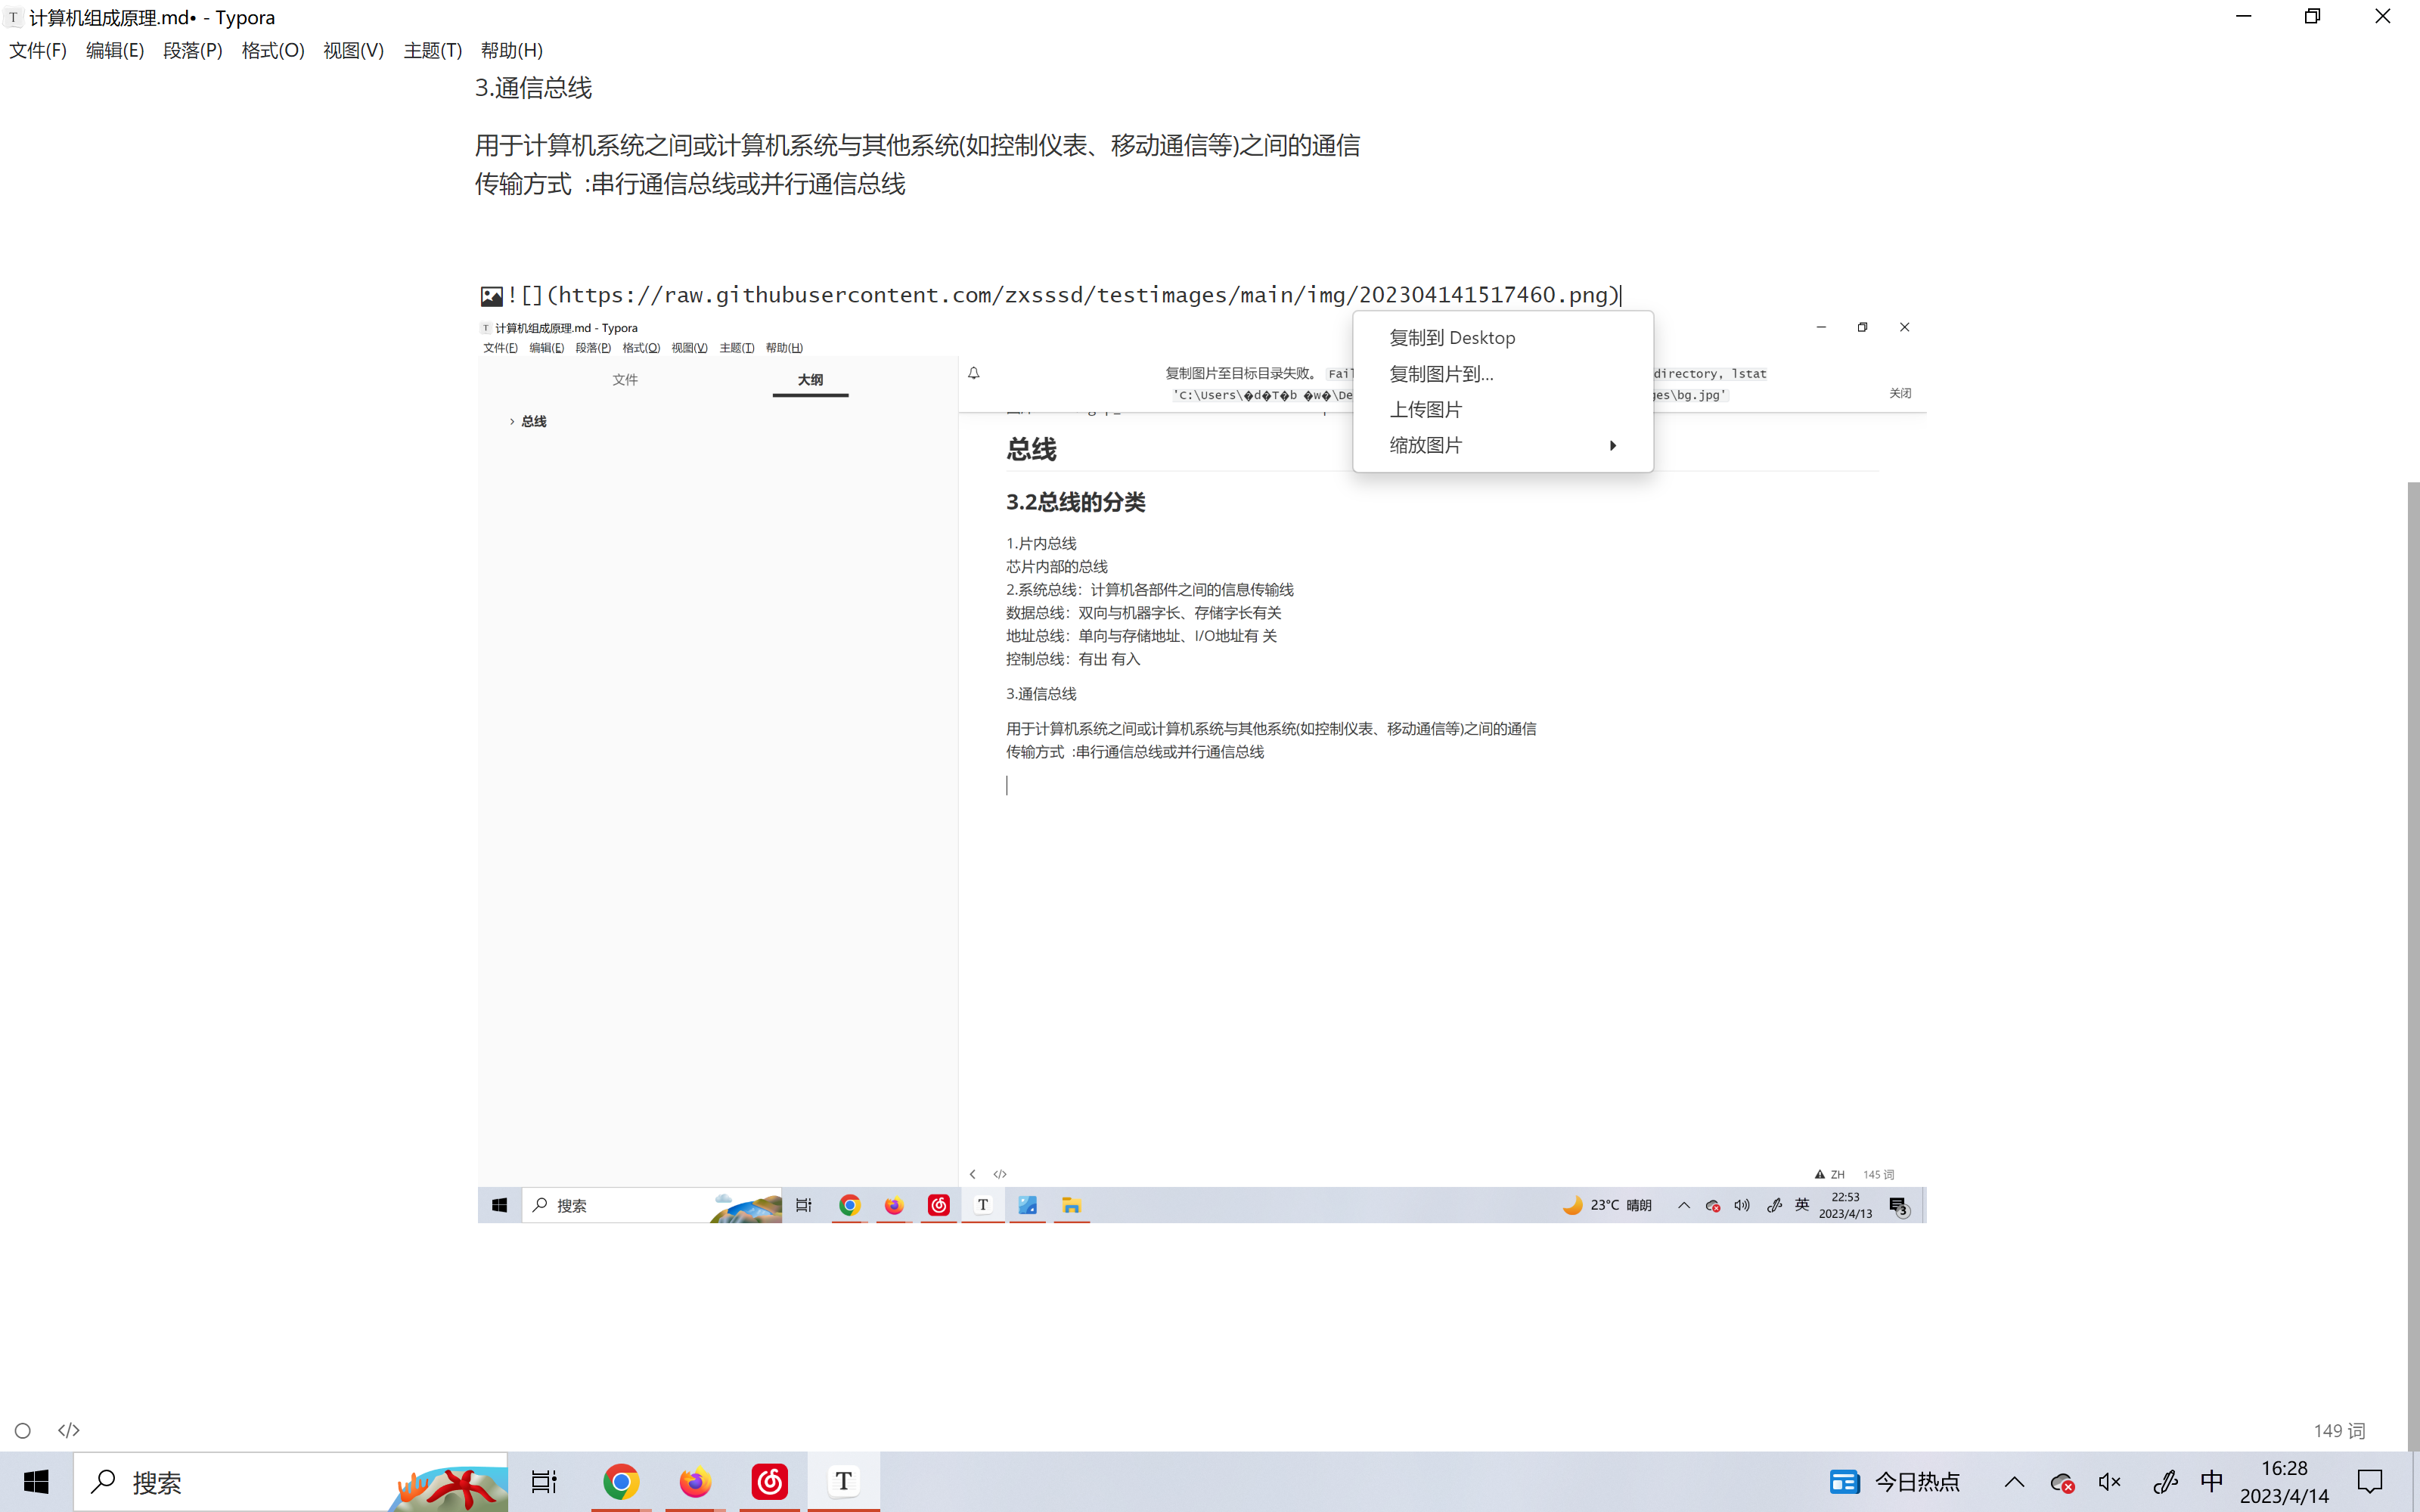 计算机组成原理.md• - Typora
文件(F) 编辑(E) 段落(P) 格式(O) 视图(V) 主题(T) 帮助(H)
3.通信总线
用于计算机系统之间或计算机系统与其他系统(如控制仪表、移动通信等)之间的通信
传输方式 :串行通信总线或并行通信总线
![](https://raw.githubusercontent.com/zxsssd/testimages/main/img/202304141517460.png)
复制到 Desktop
复制图片到...
上传图片
缩放图片
T 计算机组成原理.md - Typora
文件(F) 编辑(E) 段落(P) 格式(O) 视图(V) 主题(T) 帮助(H)
文件 大纲
总线
复制图片至目标目录失败。 directory, lstat
'C:\Users\�d�T�b �w�\De es\bg.jpg'
关闭
总线
3.2总线的分类
1.片内总线
芯片内部的总线
2.系统总线：计算机各部件之间的信息传输线
数据总线：双向与机器字长、存储字长有关
地址总线：单向与存储地址、I/O地址有 关
控制总线：有出 有入
3.通信总线
用于计算机系统之间或计算机系统与其他系统(如控制仪表、移动通信等)之间的通信
传输方式 :串行通信总线或并行通信总线
</> ZH 145 词
搜索 T 23°C 晴朗 英 22:53
2023/4/13 3
</> 149 词
搜索 T 今日热点 中 16:28
2023/4/14